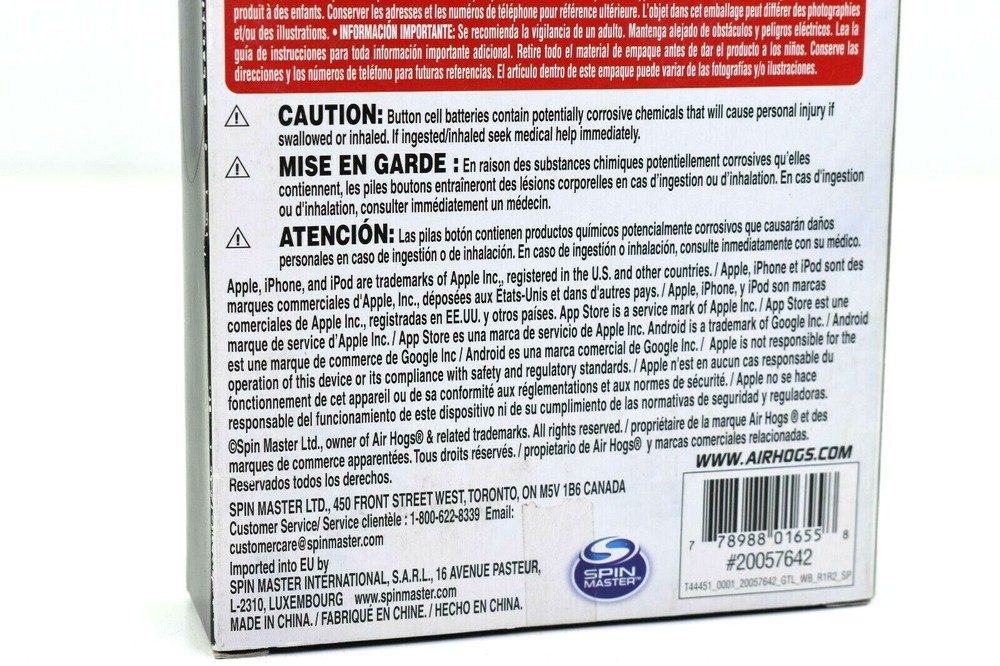 produit à des enfants. Conserver les adresses et les numéros de téléphone pour référence ultérieure. L'objet dans cet emballage peut différer des photographies
et/ou des illustrations. • INFORMACIÓN IMPORTANTE: Se recomienda la vigilancia de un adulto. Mantenga alejado de obstáculos y peligros eléctricos. Lea la
guía de instrucciones para toda información importante adicional. Retire todo el material de empaque antes de dar el producto a los niños. Conserve las
direcciones y los números de teléfono para futuras referencias. El artículo dentro de este empaque puede variar de las fotografías y/o ilustraciones.
CAUTION: Button cell batteries contain potentially corrosive chemicals that will cause personal injury if
swallowed or inhaled. If ingested/inhaled seek medical help immediately.
MISE EN GARDE : En raison des substances chimiques potentiellement corrosives qu'elles
contiennent, les piles boutons entraîneront des lésions corporelles en cas d'ingestion ou d'inhalation. En cas d'ingestion
ou d'inhalation, consulter immédiatement un médecin.
ATENCIÓN: Las pilas botón contienen productos químicos potencialmente corrosivos que causarán daños
personales en caso de ingestión o de inhalación. En caso de ingestión o inhalación, consulte inmediatamente con su médico.
Apple, iPhone, and iPod are trademarks of Apple Inc., registered in the U.S. and other countries. / Apple, iPhone et iPod sont des
marques commerciales d'Apple, Inc., déposées aux Etats-Unis et dans d'autres pays. / Apple, iPhone, y iPod son marcas
comerciales de Apple Inc., registradas en EE.UU. y otros países. App Store is a service mark of Apple Inc. / App Store est une
marque de service d'Apple Inc. / App Store es una marca de servicio de Apple Inc. Android is a trademark of Google Inc. / Android
est une marque de commerce de Google Inc / Android es una marca comercial de Google Inc. / Apple is not responsible for the
operation of this device or its compliance with safety and regulatory standards. / Apple n'est en aucun cas responsable du
fonctionnement de cet appareil ou de sa conformité aux réglementations et aux normes de sécurité. / Apple no se hace
responsable del funcionamiento de este dispositivo ni de su cumplimiento de las normativas de seguridad y reguladoras.
©Spin Master Ltd., owner of Air Hogs® & related trademarks. All rights reserved. / propriétaire de la marque Air Hogs ® et des
marques de commerce apparentées. Tous droits réservés. / propietario de Air Hogs® y marcas comerciales relacionadas.
Reservados todos los derechos.
WWW.AIRHOGS.COM
SPIN MASTER LTD., 450 FRONT STREET WEST, TORONTO, ON M5V 1B6 CANADA
Customer Service/ Service clientèle : 1-800-622-8339 Email:
customercare@spinmaster.com
Imported into EU by
SPIN MASTER INTERNATIONAL, S.A.R.L., 16 AVENUE PASTEUR,
L-2310, LUXEMBOURG www.spinmaster.com
MADE IN CHINA. / FABRIQUÉ EN CHINE. / HECHO EN CHINA.
SPIN
MASTER™
7 78988 01655 8
#20057642
T44451_0001_20057642_GTL_WB_R1R2_SP